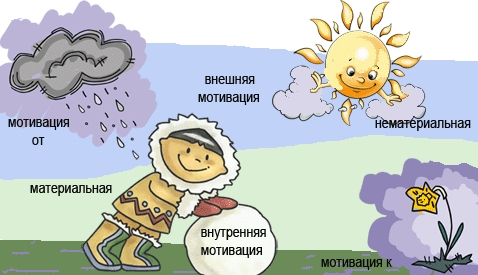 внешняя
мотивация
мотивация
от
нематериальная
материальная
внутренняя
мотивация
мотивация к